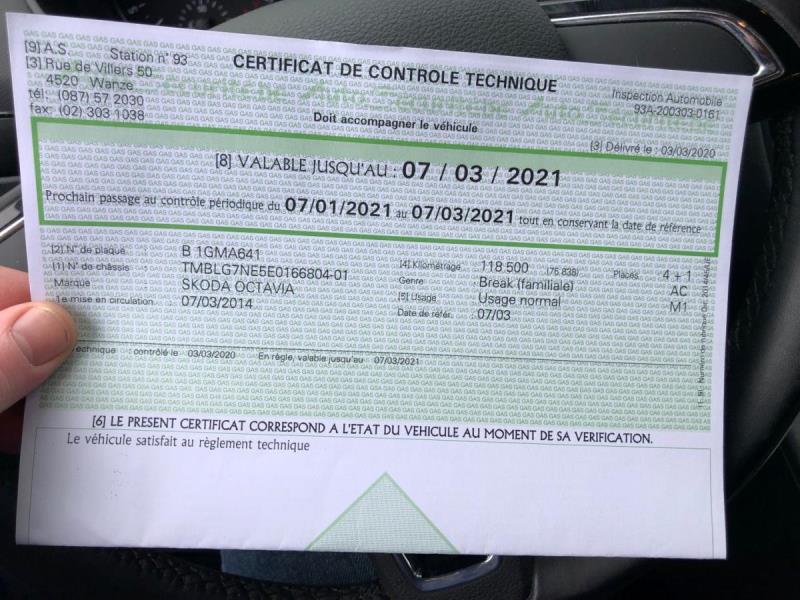 [9] A.S. Station n° 93
[3] Rue de Villers 50
4520 Wanze
tél: (087) 57 2030
fax: (02) 303 1038
CERTIFICAT DE CONTROLE TECHNIQUE
Doit accompagner le véhicule
Inspection Automobile
93A-200303-0161
[3] Délivré le : 03/03/2020
[8] VALABLE JUSQU'AU : 07 / 03 / 2021
Prochain passage au contrôle périodique du 07/01/2021 au 07/03/2021 tout en conservant la date de référence
[2] N° de plaque B 1GMA641
[1] N° de châssis : TMBLG7NE5E0166804-01
Marque : SKODA OCTAVIA
1e mise en circulation. : 07/03/2014
[4] Kilométrage : 118.500 (76.838) Places 4 + 1
Genre : Break (familiale) AC
[5] Usage : Usage normal M1
Date de référ. : 07/03
echnique : contrôlé le 03/03/2020 En règle, valable jusqu'au 07/03/2021
[6] LE PRESENT CERTIFICAT CORRESPOND A L'ETAT DU VEHICULE AU MOMENT DE SA VERIFICATION.
Le véhicule satisfait au règlement technique